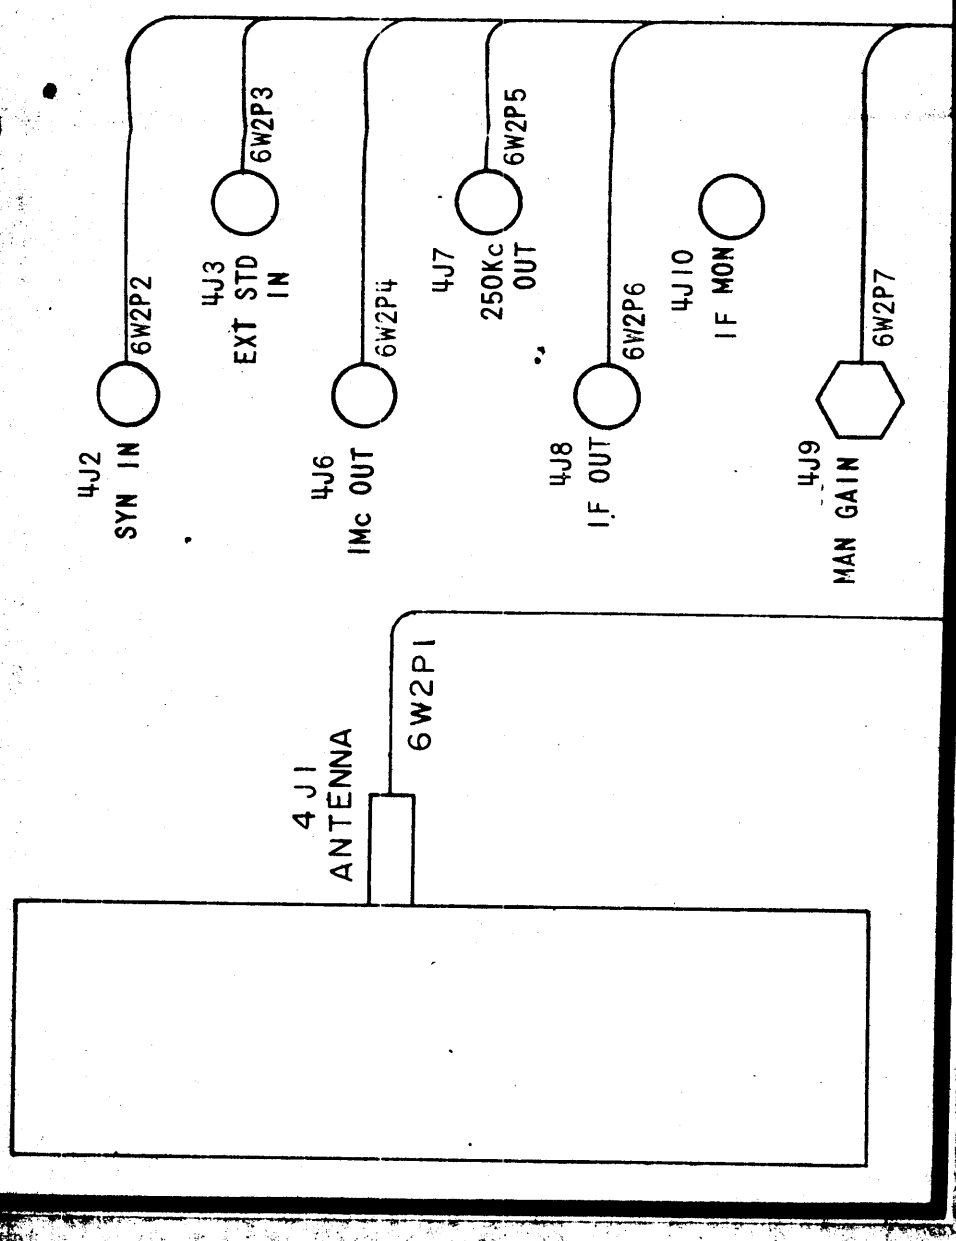 6W2P2
4J2
SYN IN
6W2P3
4J3
EXT STD
IN
6W2P4
4J6
1Mc OUT
6W2P5
4J7
250Kc
OUT
6W2P6
4J8
I.F OUT
4J10
IF MON
6W2P7
4J9
MAN GAIN
4J1
ANTENNA
6W2P1